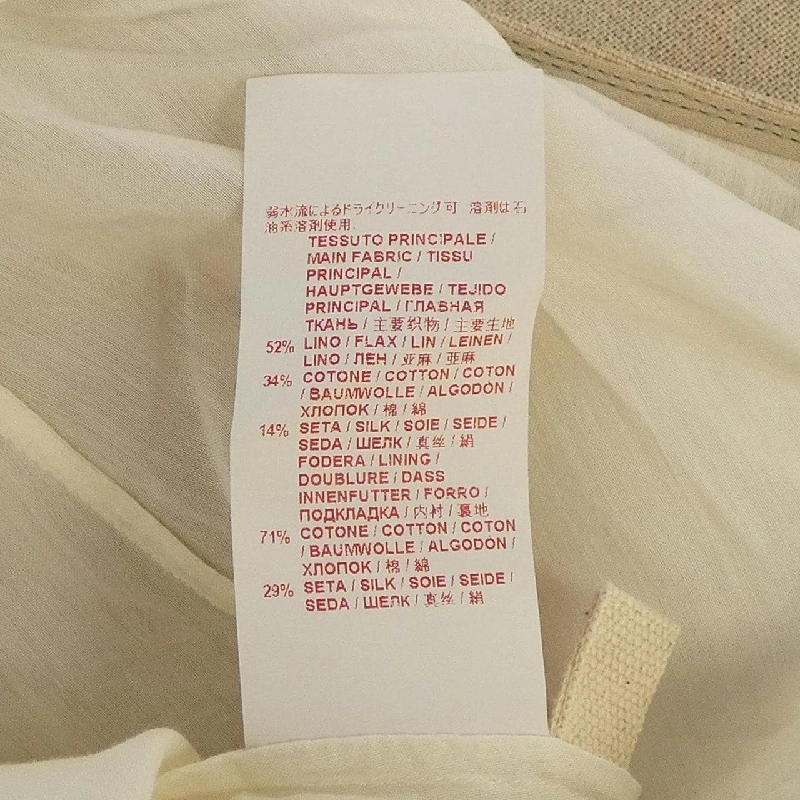 弱水流によるドライクリーニング可 溶剤は石
油系溶剤使用.
TESSUTO PRINCIPALE /
MAIN FABRIC / TISSU
PRINCIPAL /
HAUPTGEWEBE / TEJIDO
PRINCIPAL / ГЛАВНАЯ
ТКАНЬ / 主要织物 / 主要生地
52% LINO / FLAX / LIN / LEINEN /
LINO / ЛЕН / 亚麻 / 亜麻
34% COTONE / COTTON / COTON
/ BAUMWOLLE / ALGODÓN /
ХЛОПОК / 棉 / 綿
14% SETA / SILK / SOIE / SEIDE /
SEDA / ШЕЛК / 真丝 / 絹
FODERA / LINING /
DOUBLURE / DASS
INNENFUTTER / FORRO /
ПОДКЛАДКА / 内衬 / 裏地
71% COTONE / COTTON / COTON
/ BAUMWOLLE / ALGODÓN /
ХЛОПОК / 棉 / 綿
29% SETA / SILK / SOIE / SEIDE /
SEDA / ШЕЛК / 真丝 / 絹